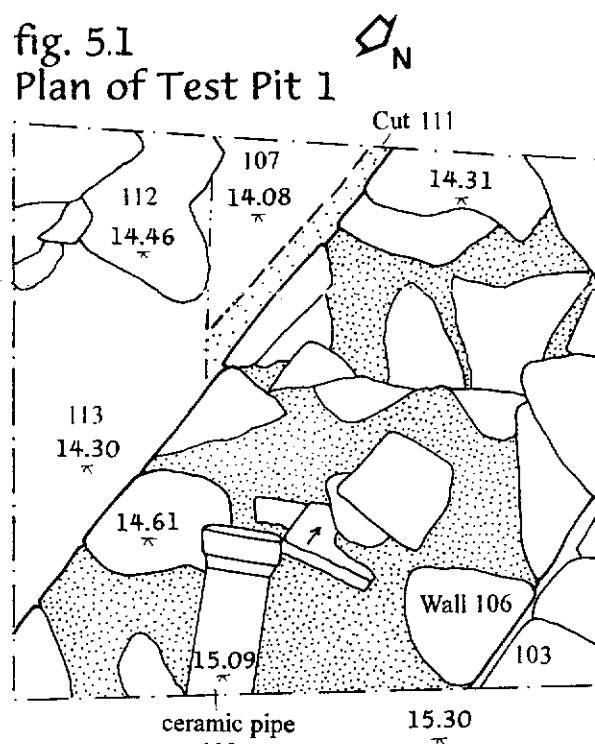 fig. 5.1
Plan of Test Pit 1
N
Cut 111
107
14.08
14.31
112
14.46
113
14.30
14.61
Wall 106
103
15.09
ceramic pipe
15.30